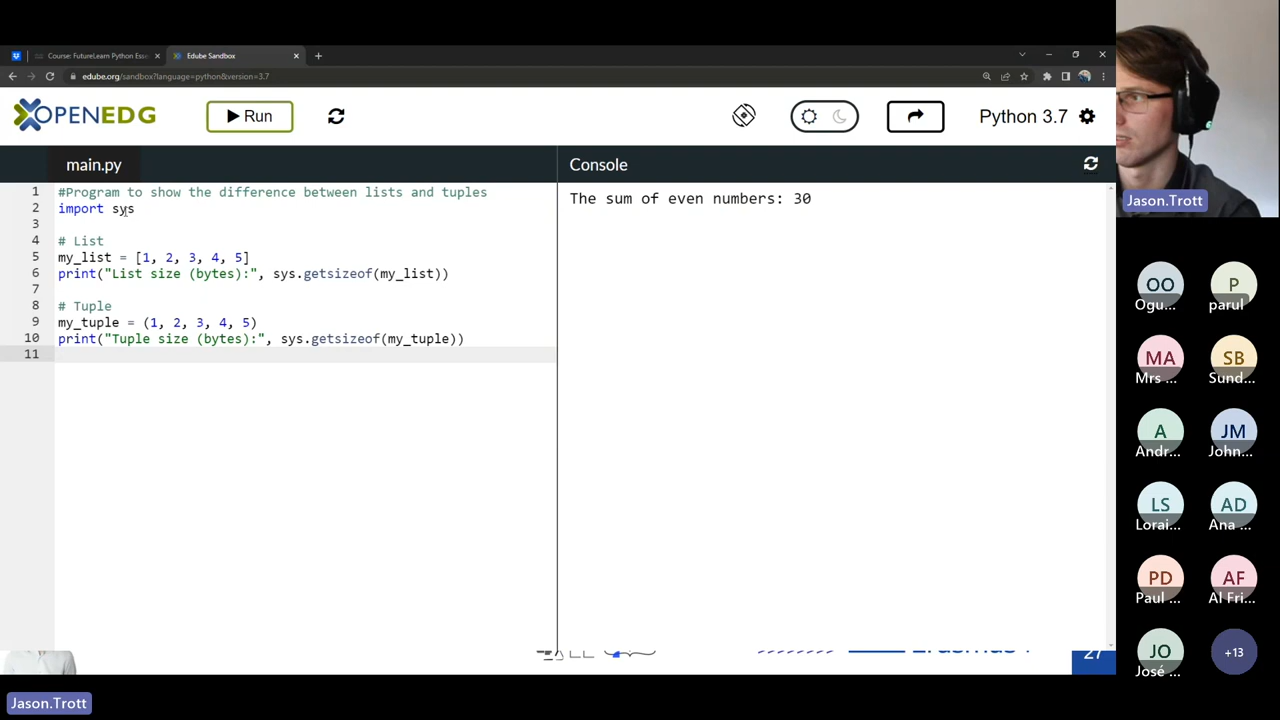 Course: FutureLearn Python Esse
Edube Sandbox
edube.org/sandbox?language=python&version=3.7
OPENEDG
Run
Python 3.7
main.py
Console
1 #Program to show the difference between lists and tuples
2 import sys
3
4 # List
5 my_list = [1, 2, 3, 4, 5]
6 print("List size (bytes):", sys.getsizeof(my_list))
7
8 # Tuple
9 my_tuple = (1, 2, 3, 4, 5)
10 print("Tuple size (bytes):", sys.getsizeof(my_tuple))
11
The sum of even numbers: 30
27
Jason.Trott
Jason.Trott
OO P
Ogu... parul
MA SB
Mrs ... Sund...
A JM
Andr... John...
LS AD
Lorai... Ana ...
PD AF
Paul ... Al Fri...
JO +13
José ...